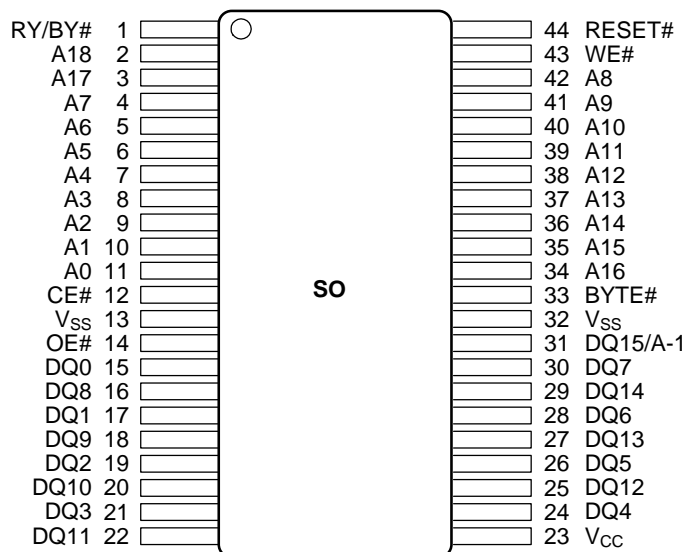 RY/BY# 1 44 RESET#
A18 2 43 WE#
A17 3 42 A8
A7 4 41 A9
A6 5 40 A10
A5 6 39 A11
A4 7 38 A12
A3 8 37 A13
A2 9 36 A14
A1 10 35 A15
A0 11 34 A16
SO
CE# 12 33 BYTE#
VSS 13 32 VSS
OE# 14 31 DQ15/A-1
DQ0 15 30 DQ7
DQ8 16 29 DQ14
DQ1 17 28 DQ6
DQ9 18 27 DQ13
DQ2 19 26 DQ5
DQ10 20 25 DQ12
DQ3 21 24 DQ4
DQ11 22 23 VCC